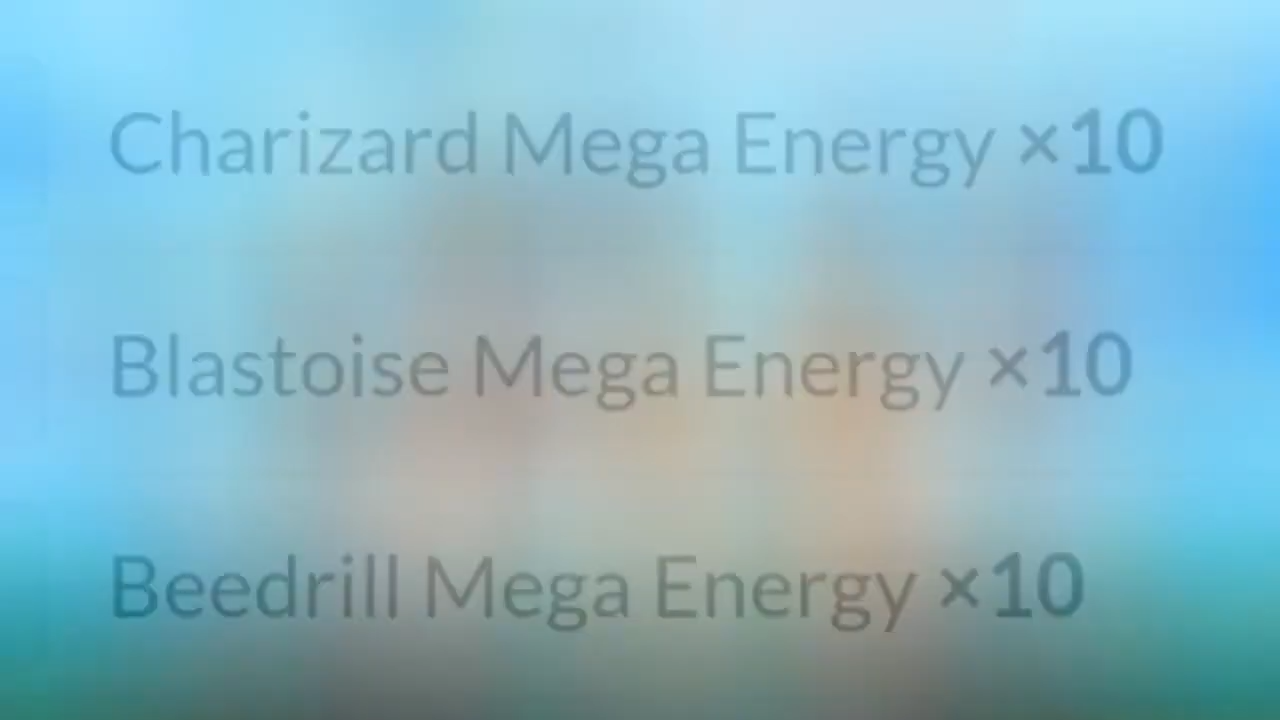 Charizard Mega Energy ×10
Blastoise Mega Energy ×10
Beedrill Mega Energy ×10